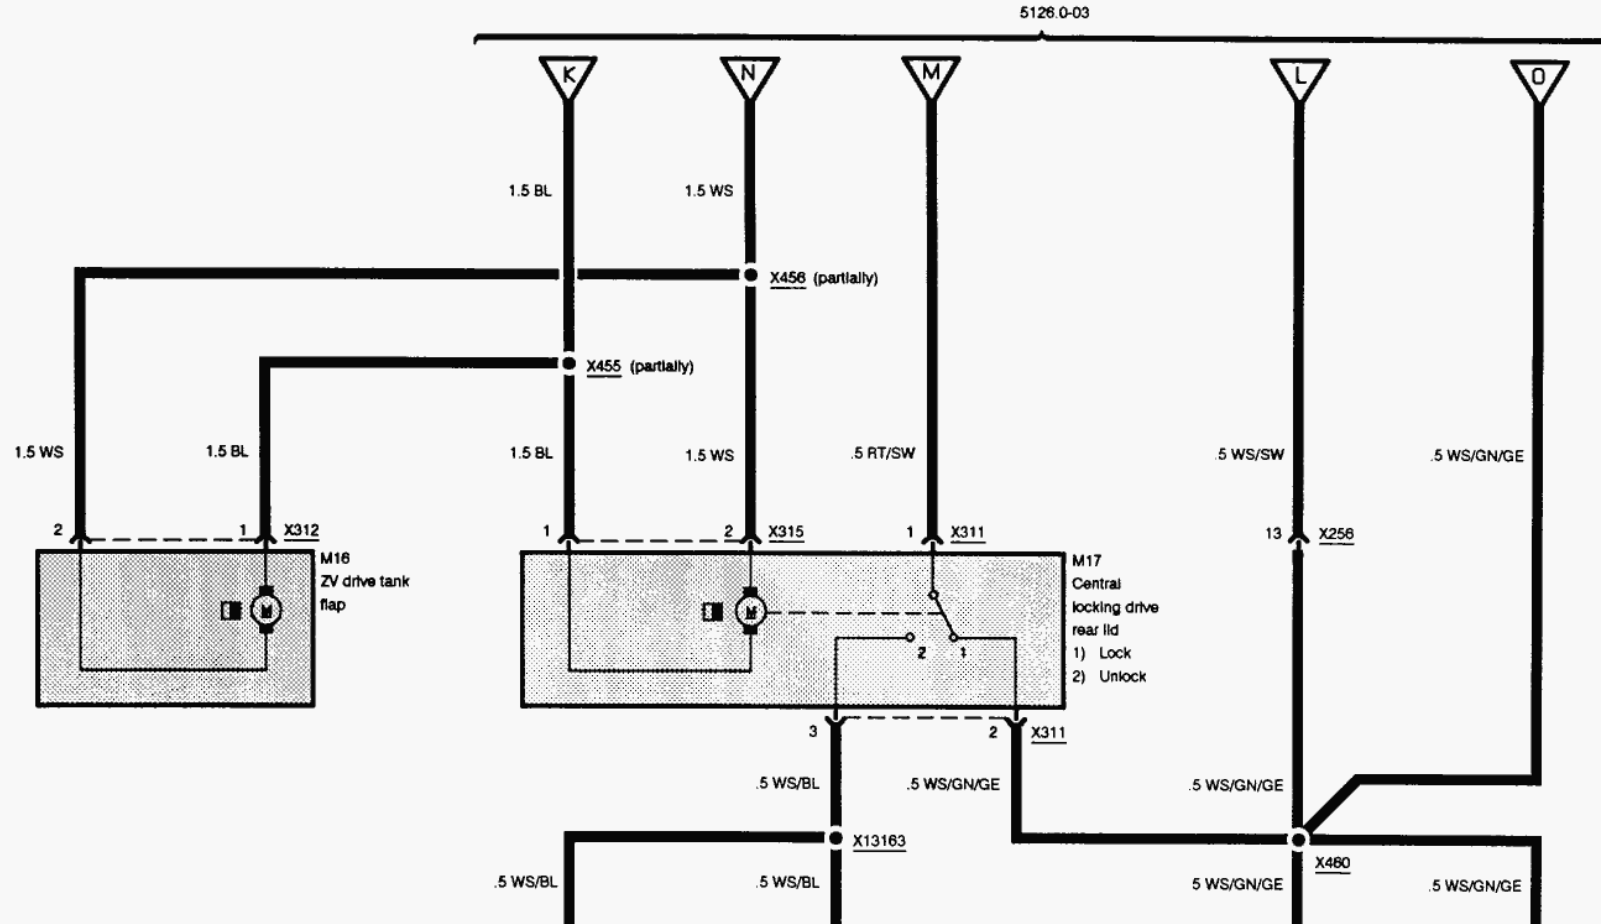 5126.0-03
K N M L O
1.5 BL 1.5 WS
X456 (partially)
X455 (partially)
1.5 WS 1.5 BL 1.5 BL 1.5 WS .5 RT/SW .5 WS/SW .5 WS/GN/GE
2 1 X312 1 2 X315 1 X311 13 X256
M16
ZV drive tank
flap
M
M
2 1
M17
Central
locking drive
rear lid
1) Lock
2) Unlock
3 2 X311
.5 WS/BL .5 WS/GN/GE .5 WS/GN/GE
X13163
X460
.5 WS/BL .5 WS/BL 5 WS/GN/GE .5 WS/GN/GE